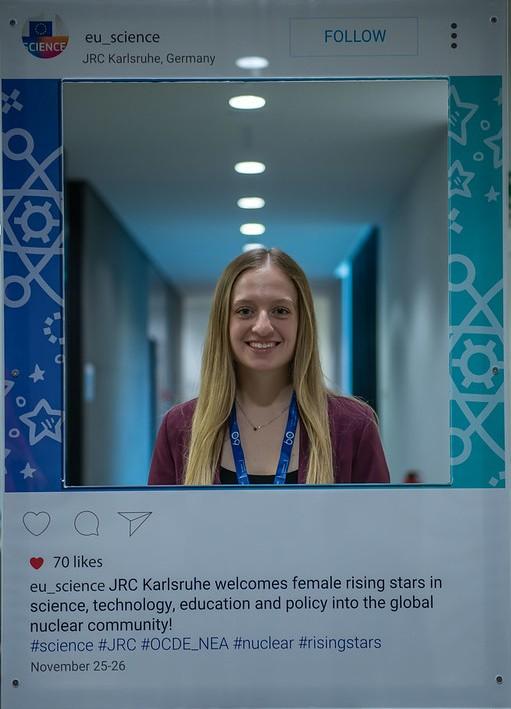 SCIENCE
eu_science
JRC Karlsruhe, Germany
FOLLOW
70 likes
eu_science JRC Karlsruhe welcomes female rising stars in
science, technology, education and policy into the global
nuclear community!
#science #JRC #OCDE_NEA #nuclear #risingstars
November 25-26